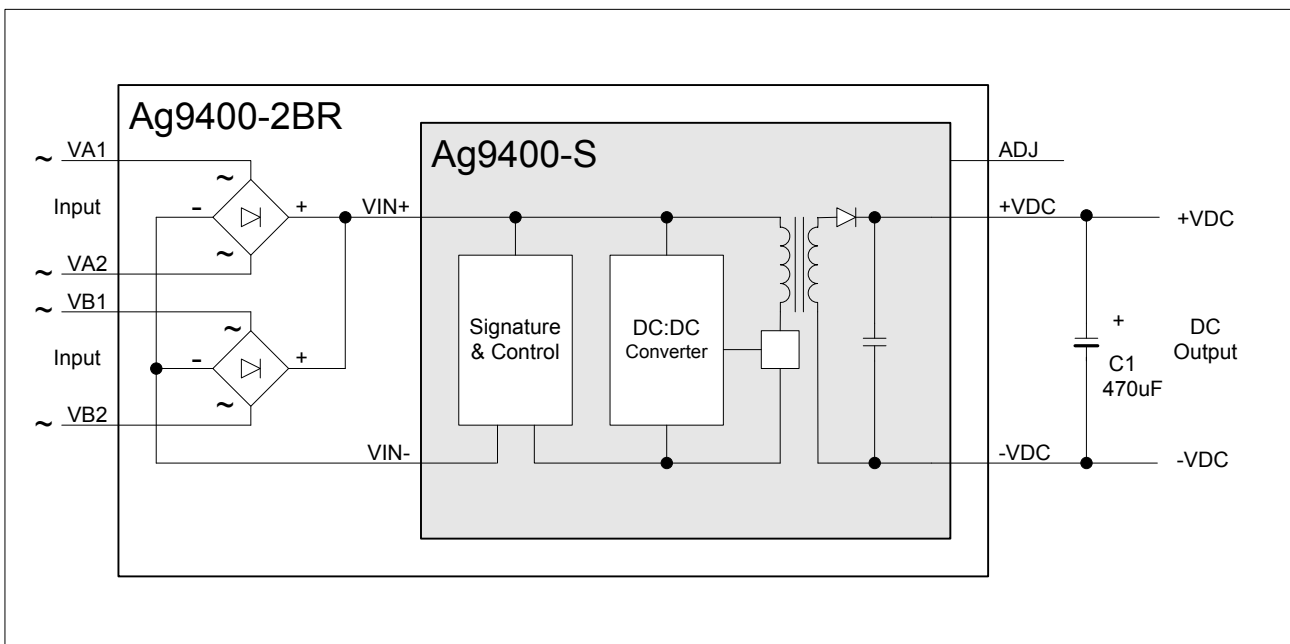 Ag9400-2BR
Ag9400-S
~ VA1
~
ADJ
Input
-
+
VIN+
+VDC
+VDC
~
~ VA2
~ VB1
~
Signature
& Control
DC:DC
Converter
+
DC
Output
C1
470uF
Input
-
+
~
~ VB2
VIN-
-VDC
-VDC